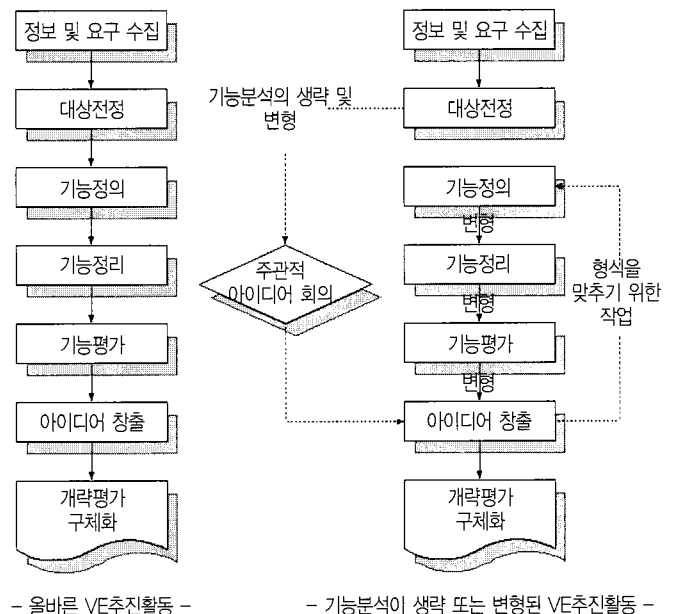 정보 및 요구 수집
대상전정
기능정의
기능정리
기능평가
아이디어 창출
개략평가
구체화
- 올바른 VE추진활동 -
정보 및 요구 수집
기능분석의 생략 및
변형
대상전정
기능정의
변형
주관적
아이디어 회의
기능정리
변형
형식을
맞추기 위한
작업
기능평가
변형
아이디어 창출
개략평가
구체화
- 기능분석이 생략 또는 변형된 VE추진활동 -